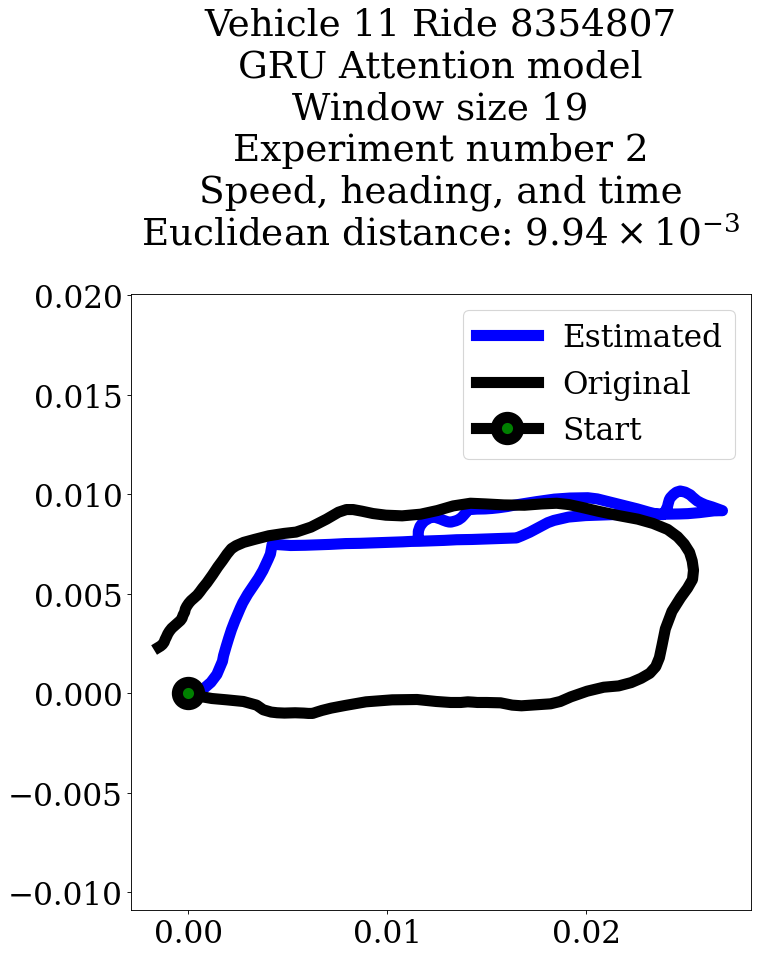 Vehicle 11 Ride 8354807
GRU Attention model
Window size 19
Experiment number 2
Speed, heading, and time
Euclidean distance: 9.94 × 10⁻³
0.020
0.015
0.010
0.005
0.000
−0.005
−0.010
Estimated
Original
Start
0.00 0.01 0.02